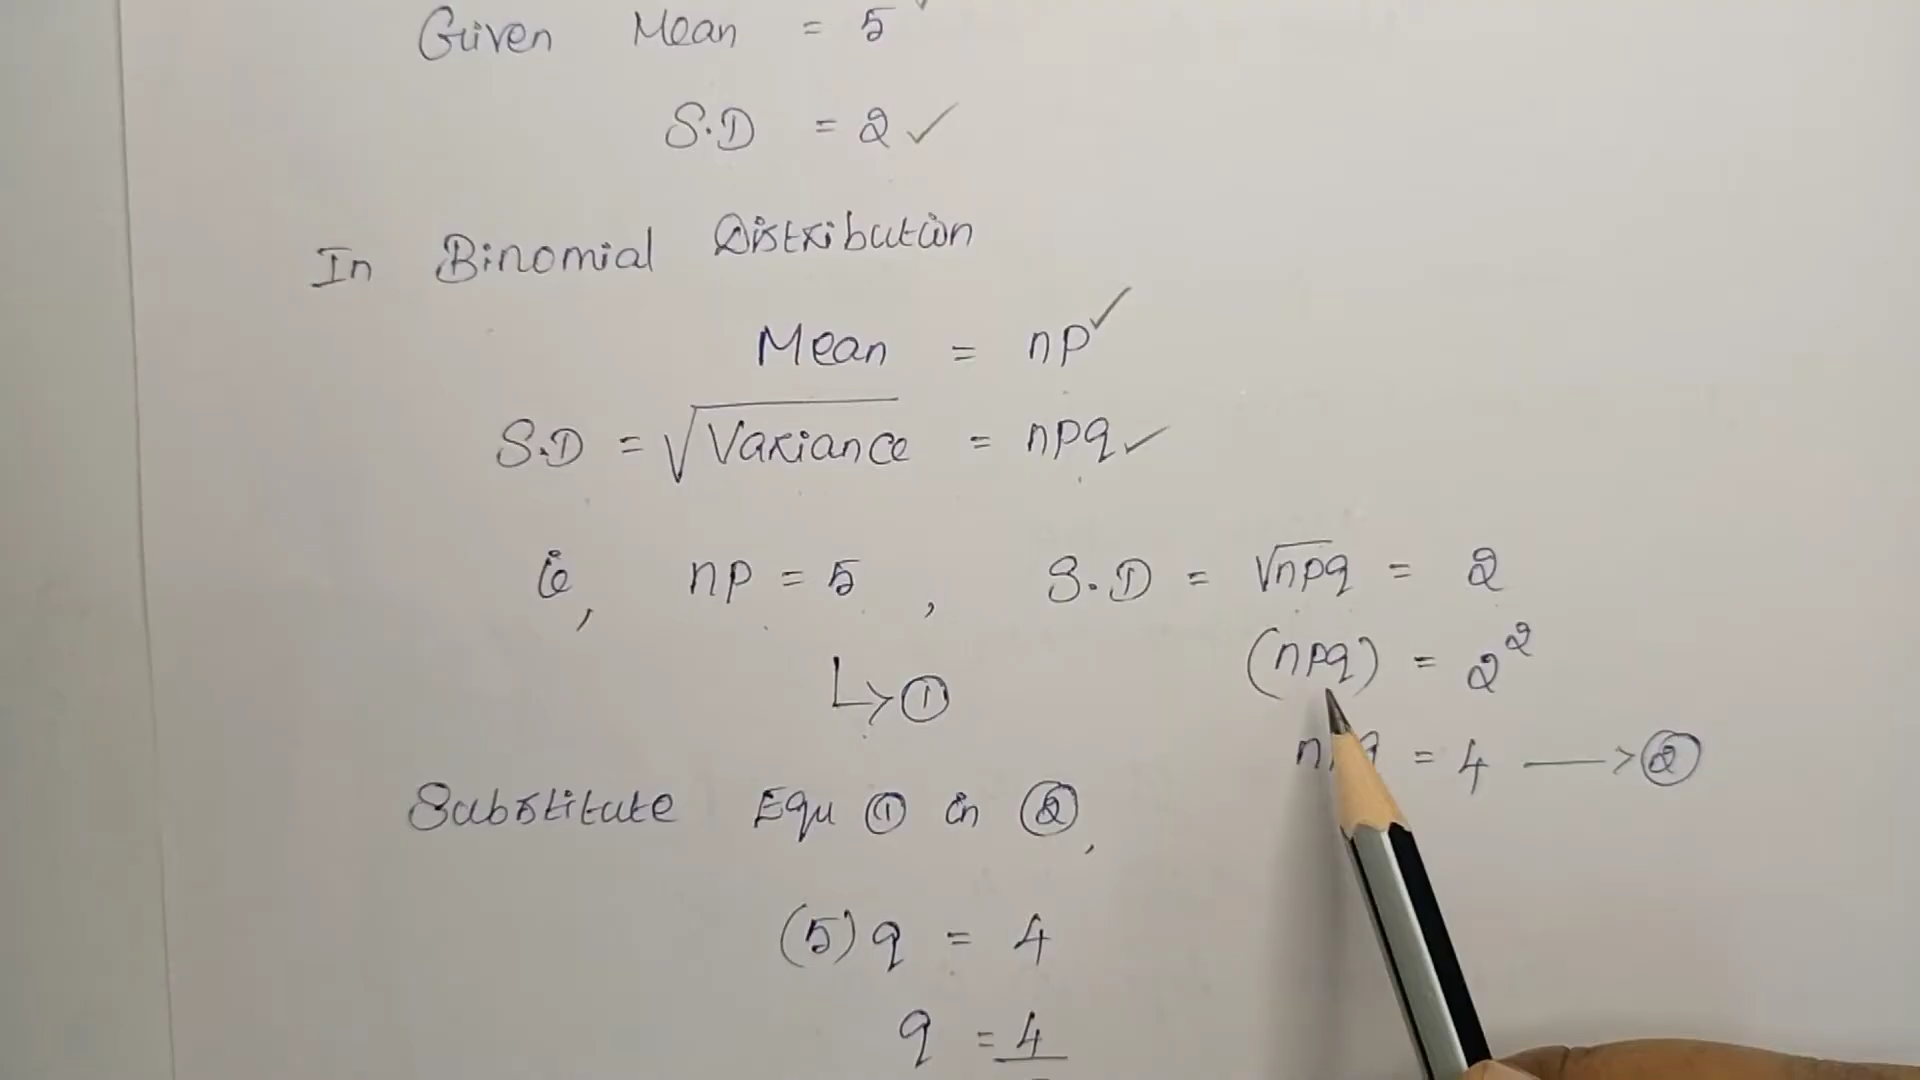 Given Mean = 5
S.D = 2 ✓
In Binomial Distribution
Mean = np ✓
S.D = √Variance = npq ✓
ie, np = 5 , S.D = √npq = 2
↳ ① (npq) = 2²
= 4 → ②
Substitute Equ ① in ②,
(5)q = 4
q = 4